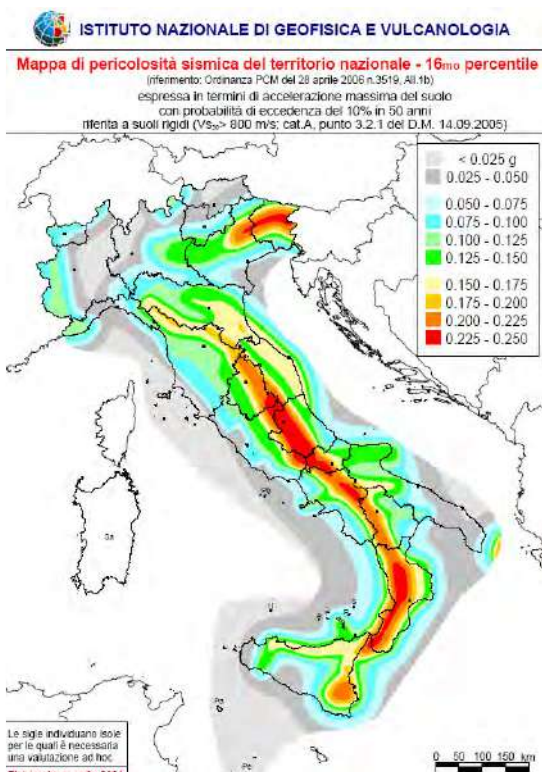 ISTITUTO NAZIONALE DI GEOFISICA E VULCANOLOGIA
Mappa di pericolosità sismica del territorio nazionale - 16mo percentile
(riferimento: Ordinanza PCM del 28 aprile 2006 n.3519, All.1b)
espressa in termini di accelerazione massima del suolo
con probabilità di eccedenza del 10% in 50 anni
riferita a suoli rigidi (Vs₃₀> 800 m/s; cat.A, punto 3.2.1 del D.M. 14.09.2005)
< 0.025 g
0.025 - 0.050
0.050 - 0.075
0.075 - 0.100
0.100 - 0.125
0.125 - 0.150
0.150 - 0.175
0.175 - 0.200
0.200 - 0.225
0.225 - 0.250
Sa
U
Pa
Pe
Le sigle individuano isole
per le quali è necessaria
una valutazione ad hoc
0 50 100 150 km